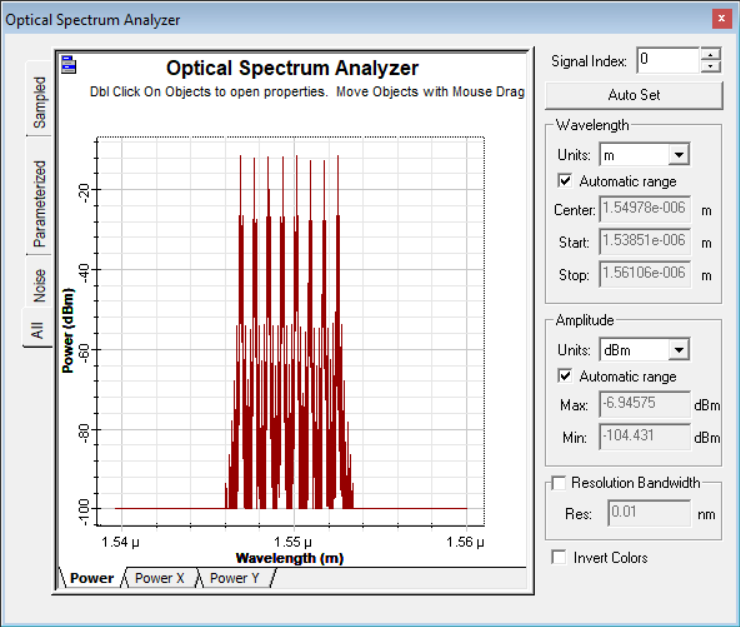 Optical Spectrum Analyzer
x
Optical Spectrum Analyzer
Dbl Click On Objects to open properties.  Move Objects with Mouse Drag
Sampled
Parameterized
Noise
All
Power (dBm)
-20
-40
-60
-80
-100
1.54 µ
1.55 µ
1.56 µ
Wavelength (m)
Power
Power X
Power Y
Signal Index: 0
Auto Set
Wavelength
Units: m
Automatic range
Center: 1.54978e-006 m
Start: 1.53851e-006 m
Stop: 1.56106e-006 m
Amplitude
Units: dBm
Automatic range
Max: -6.94575 dBm
Min: -104.431 dBm
Resolution Bandwidth
Res: 0.01 nm
Invert Colors